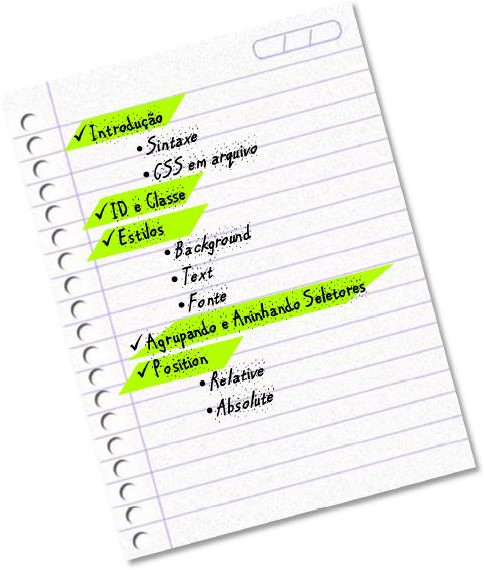 ✓Introdução
• Sintaxe
• CSS em arquivo
✓ID e Classe
✓Estilos
• Background
• Text
• Fonte
✓Agrupando e Aninhando Seletores
✓Position
• Relative
• Absolute